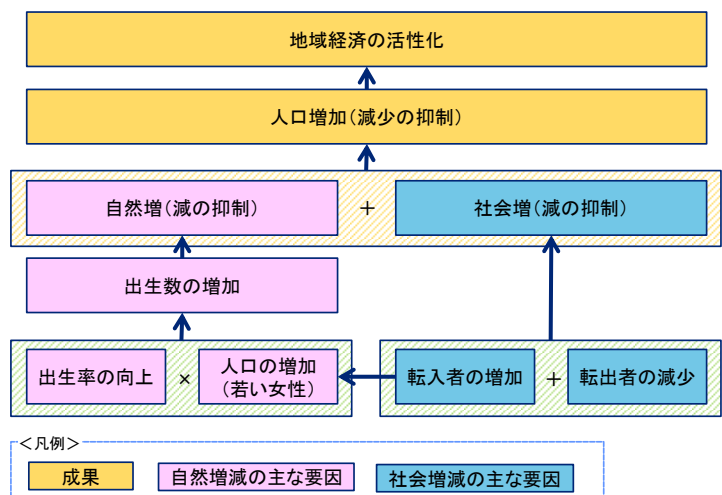 地域経済の活性化
人口増加(減少の抑制)
自然増(減の抑制) + 社会増(減の抑制)
出生数の増加
出生率の向上 × 人口の増加
(若い女性)
転入者の増加 + 転出者の減少
<凡例>
成果 自然増減の主な要因 社会増減の主な要因